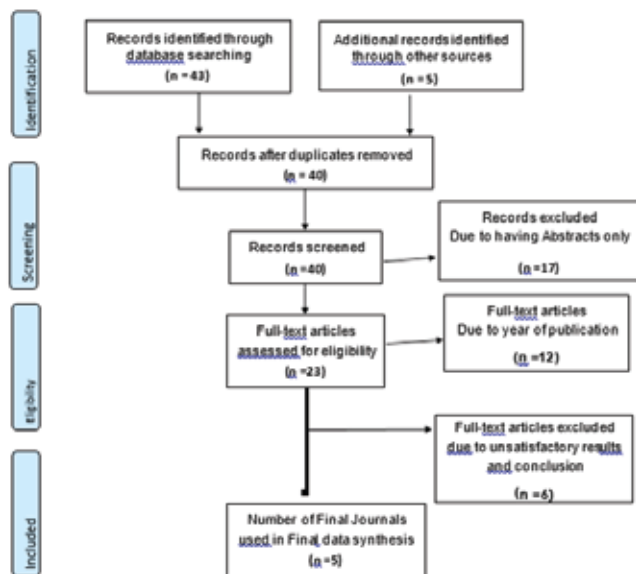 Identification
Records identified through
database searching
(n =43)
Additional records identified
through other sources
(n = 5)
Records after duplicates removed
(n = 40)
Screening
Records screened
(n =40)
Records excluded
Due to having Abstracts only
(n =17)
Eligibility
Full-text articles
assessed for eligibility
(n =23)
Full-text articles
Due to year of publication
(n =12)
Full-text articles excluded
due to unsatisfactory results
and conclusion
(n =6)
Included
Number of Final Journals
used in Final data synthesis
(n =5)